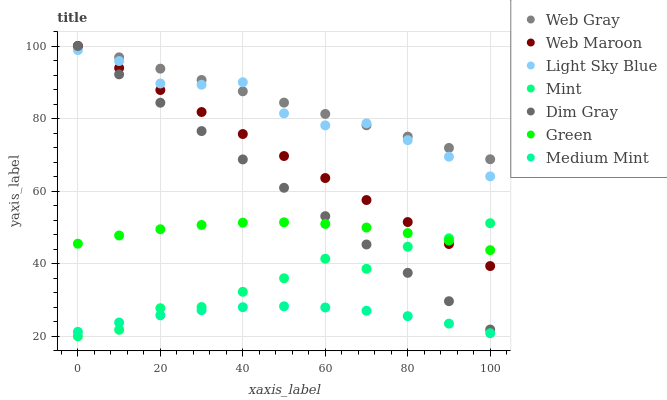 title
yaxis_label
100
80
60
40
20
0
20
40
60
80
100
xaxis_label
Web Gray
Web Maroon
Light Sky Blue
Mint
Dim Gray
Green
Medium Mint